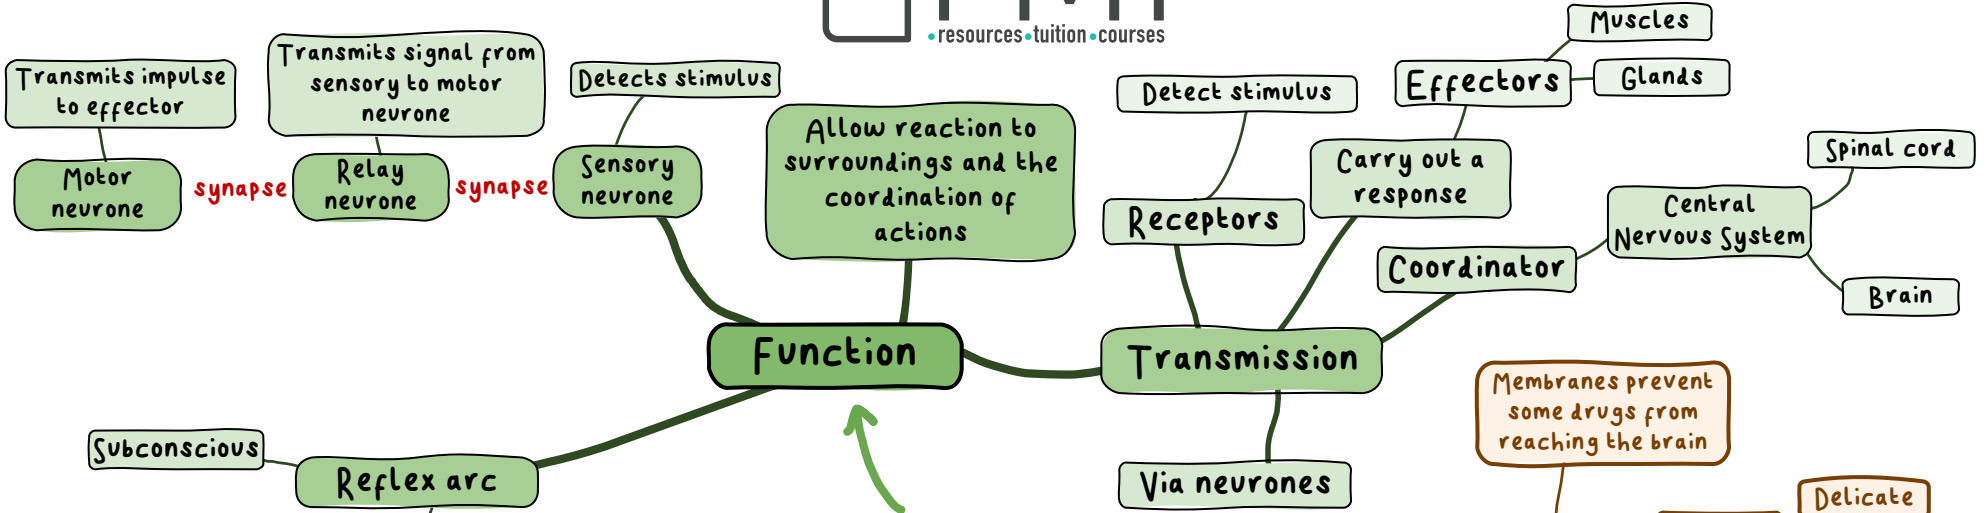 resources•tuition•courses
Transmits impulse
to effector
Transmits signal from
sensory to motor
neurone
Detects stimulus
Motor
neurone
synapse
Relay
neurone
synapse
Sensory
neurone
Allow reaction to
surroundings and the
coordination of
actions
Detect stimulus
Receptors
Muscles
Effectors
Glands
Carry out a
response
Coordinator
Central
Nervous System
Spinal cord
Brain
Function
Transmission
Via neurones
Subconscious
Reflex arc
Membranes prevent
some drugs from
reaching the brain
Delicate